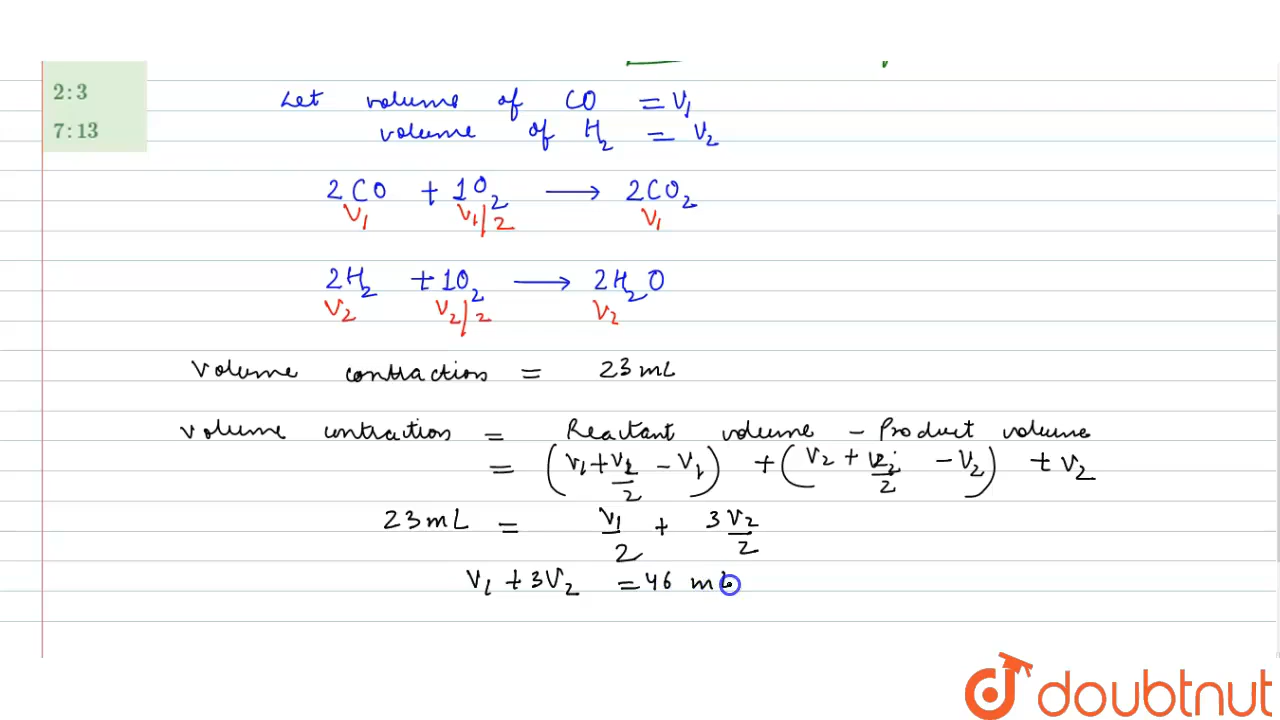 2 : 3
7 : 13
Let volume of CO = V₁
volume of H₂ = V₂
2CO + 1O₂ ⟶ 2CO₂
V₁ V₁/2 V₁
2H₂ + 1O₂ ⟶ 2H₂O
V₂ V₂/2 V₂
Volume contraction = 23 mL
Volume contraction = Reactant volume - Product volume
= (V₁ + V₁/2 - V₁) + (V₂ + V₂/2 - V₂) + V₂
23 mL = V₁/2 + 3V₂/2
V₁ + 3V₂ = 46 mL
doubtnut